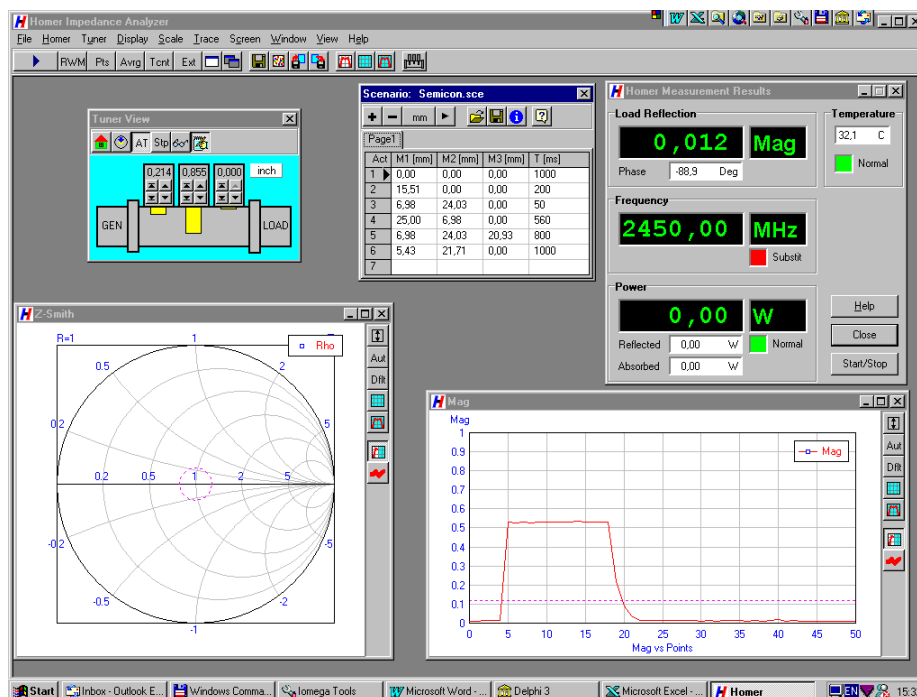 Homer Impedance Analyzer
File Homer Tuner Display Scale Trace Screen Window View Help
RWM Pts Avrg Tcnt Ext
Tuner View
AT Stp
0,214 0,855 0,000 inch
GEN LOAD
Scenario: Semicon.sce
mm
Page1
Act M1 [mm] M2 [mm] M3 [mm] T [ms]
1 0,00 0,00 0,00 1000
2 15,51 0,00 0,00 200
3 6,98 24,03 0,00 50
4 25,00 6,98 0,00 560
5 6,98 24,03 20,93 800
6 5,43 21,71 0,00 1000
7
Homer Measurement Results
Load Reflection
0,012 Mag
Phase -88,9 Deg
Temperature
32,1 C
Normal
Frequency
2450,00 MHz
Substit
Power
0,00 W
Reflected 0,00 W Normal
Absorbed 0,00 W
Help
Close
Start/Stop
Z-Smith
R=1 1
Rho
0.5 2
0.2 5
0.2 0.5 1 2 5
-0.2 -5
-0.5 -2
-1
Aut
Dflt
Mag
Mag
1
0.9
0.8
0.7
0.6
0.5
0.4
0.3
0.2
0.1
0
0 5 10 15 20 25 30 35 40 45 50
Mag vs Points
Mag
Aut
Dflt
Start Inbox - Outlook E... Windows Comma... Iomega Tools Microsoft Word - ... Delphi 3 Microsoft Excel - ... Homer EN